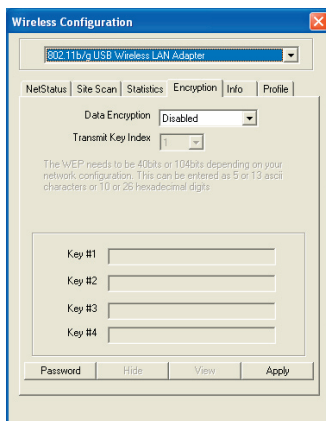 Wireless Configuration
802.11b/g USB Wireless LAN Adapter
NetStatus Site Scan Statistics Encryption Info Profile
Data Encryption Disabled
Transmit Key Index 1
The WEP needs to be 40bits or 104bits depending on your
network configuration. This can be entered as 5 or 13 ascii
characters or 10 or 26 hexadecimal digits
Key #1
Key #2
Key #3
Key #4
Password Hide View Apply